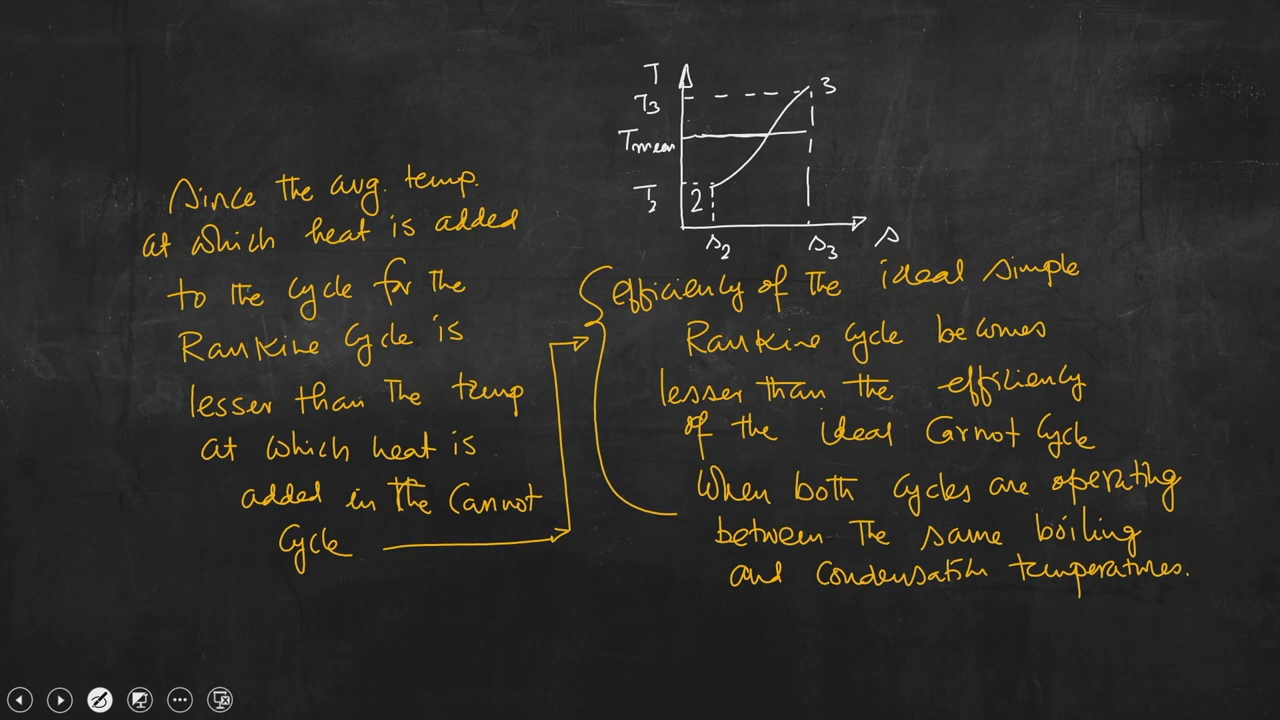 T
T3
3
Tmean
T2
2
s2
s3
s
Since the avg. temp.
at which heat is added
to the cycle for the
Rankine Cycle is
lesser than The temp
at which heat is
added in the Carnot
Cycle
efficiency of the ideal simple
Rankine Cycle becomes
lesser than the efficiency
of the ideal Carnot Cycle
When both cycles are operating
between The same boiling
and condensation temperatures.